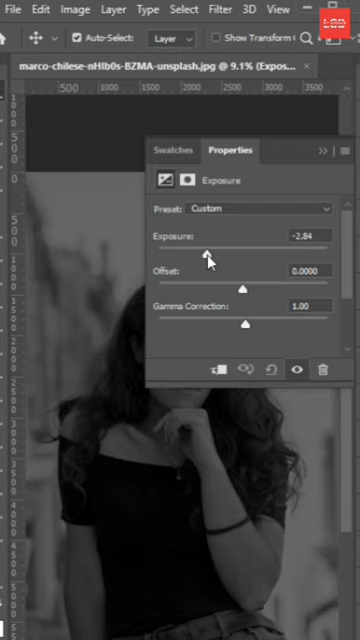 File Edit Image Layer Type Select Filter 3D View
LGD
Auto-Select: Layer Show Transform
marco-chilese-nHIb0s-BZMA-unsplash.jpg @ 9.1% (Expos... ×
500 1000 1500 2000 2500 3000 3500
Swatches Properties
Exposure
Preset: Custom
Exposure: -2.84
Offset: 0.0000
Gamma Correction: 1.00